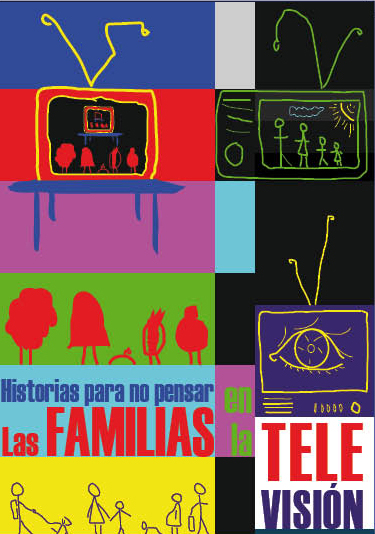 Historias para no pensar
Las FAMILIAS
en
la
TELE
VISIÓN